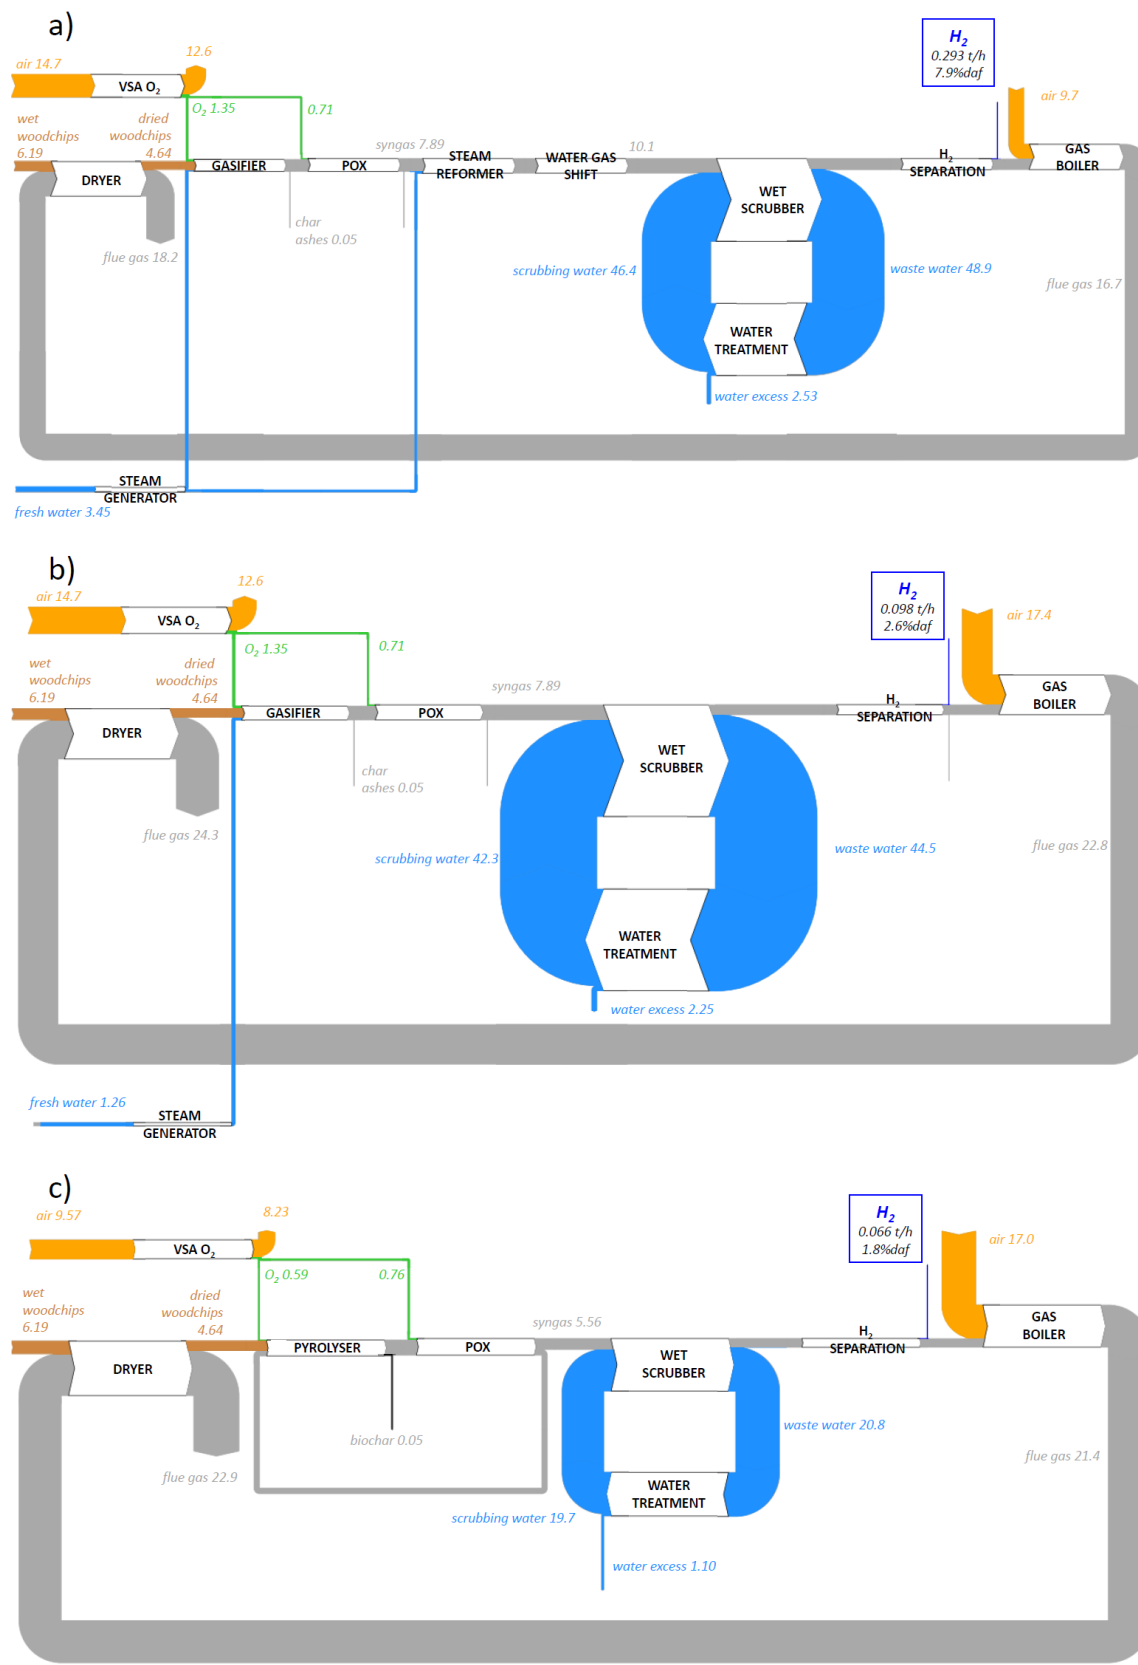 a)
H2
0.293 t/h
7.9%daf
12.6
air 14.7
VSA O2
air 9.7
O2 1.35
0.71
wet
woodchips
6.19
dried
woodchips
4.64
syngas 7.89
10.1
DRYER
GASIFIER
POX
STEAM
REFORMER
WATER GAS
SHIFT
WET
SCRUBBER
H2
SEPARATION
GAS
BOILER
char
ashes 0.05
flue gas 18.2
scrubbing water 46.4
waste water 48.9
flue gas 16.7
WATER
TREATMENT
water excess 2.53
STEAM
GENERATOR
fresh water 3.45
b)
H2
0.098 t/h
2.6%daf
12.6
air 14.7
VSA O2
air 17.4
O2 1.35
0.71
wet
woodchips
6.19
dried
woodchips
4.64
syngas 7.89
DRYER
GASIFIER
POX
WET
SCRUBBER
H2
SEPARATION
GAS
BOILER
char
ashes 0.05
flue gas 24.3
scrubbing water 42.3
waste water 44.5
flue gas 22.8
WATER
TREATMENT
water excess 2.25
fresh water 1.26
STEAM
GENERATOR
c)
H2
0.066 t/h
1.8%daf
air 9.57
8.23
VSA O2
air 17.0
O2 0.59
0.76
wet
woodchips
6.19
dried
woodchips
4.64
syngas 5.56
DRYER
PYROLYSER
POX
WET
SCRUBBER
H2
SEPARATION
GAS
BOILER
biochar 0.05
flue gas 22.9
waste water 20.8
flue gas 21.4
WATER
TREATMENT
scrubbing water 19.7
water excess 1.10